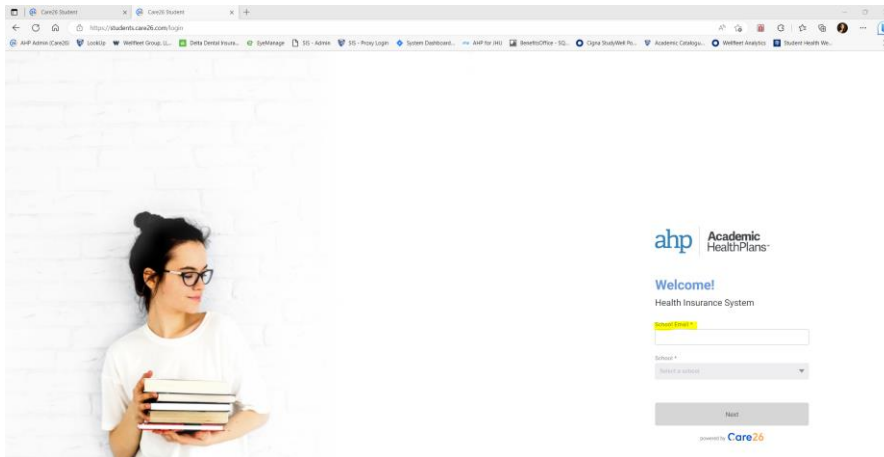 Care26 Student
Care26 Student
https://students.care26.com/login
AHP Admin (Care26)
LookUp
Wellfleet Group, LL...
Delta Dental Insura...
EyeManage
SIS - Admin
SIS - Proxy Login
System Dashboard...
AHP for JHU
BenefitsOffice - SQ...
Cigna StudyWell Po...
Academic Catalogu...
Wellfleet Analytics
Student Health We...
ahp
Academic
HealthPlans
Welcome!
Health Insurance System
School Email *
School *
Select a school
Next
powered by Care26